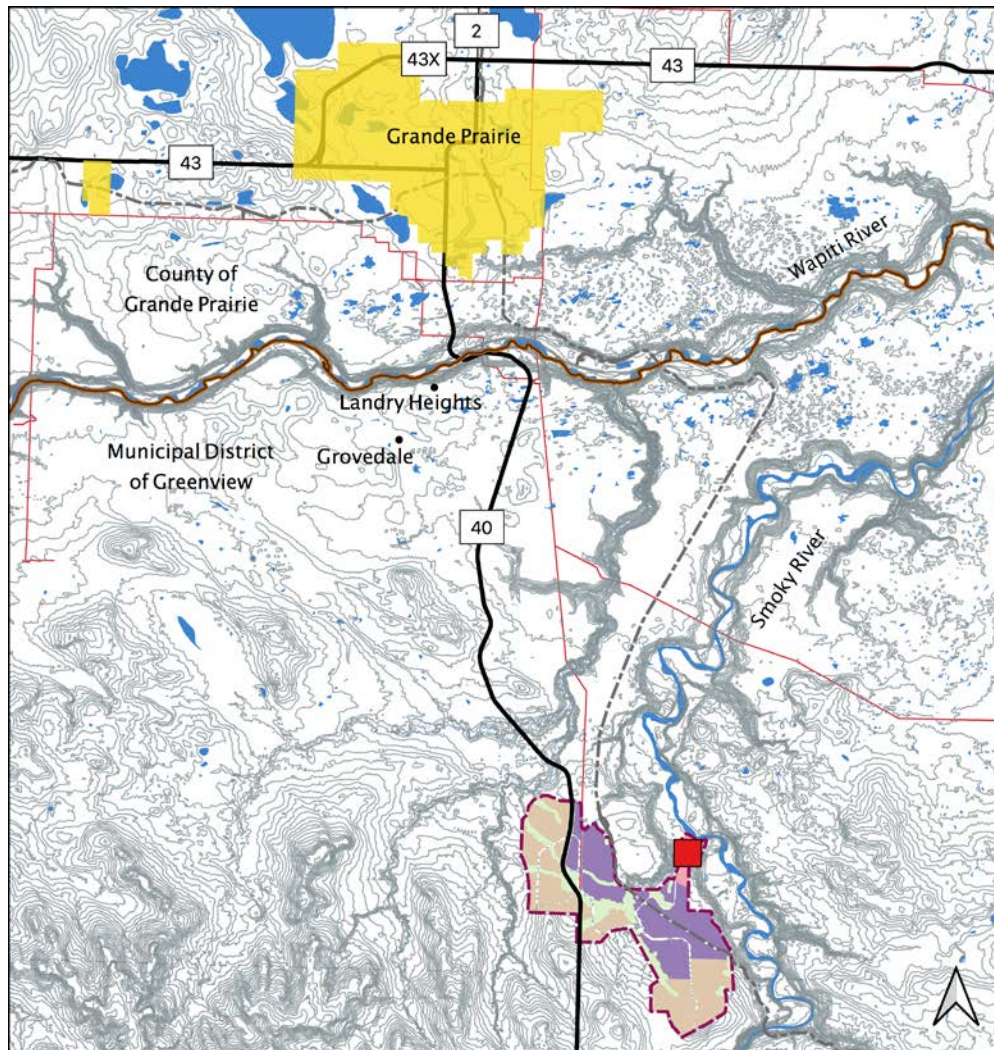 2
43X
43
Grande Prairie
43
Wapiti River
County of
Grande Prairie
Landry Heights
Municipal District
of Greenview
Grovedale
40
Smoky River